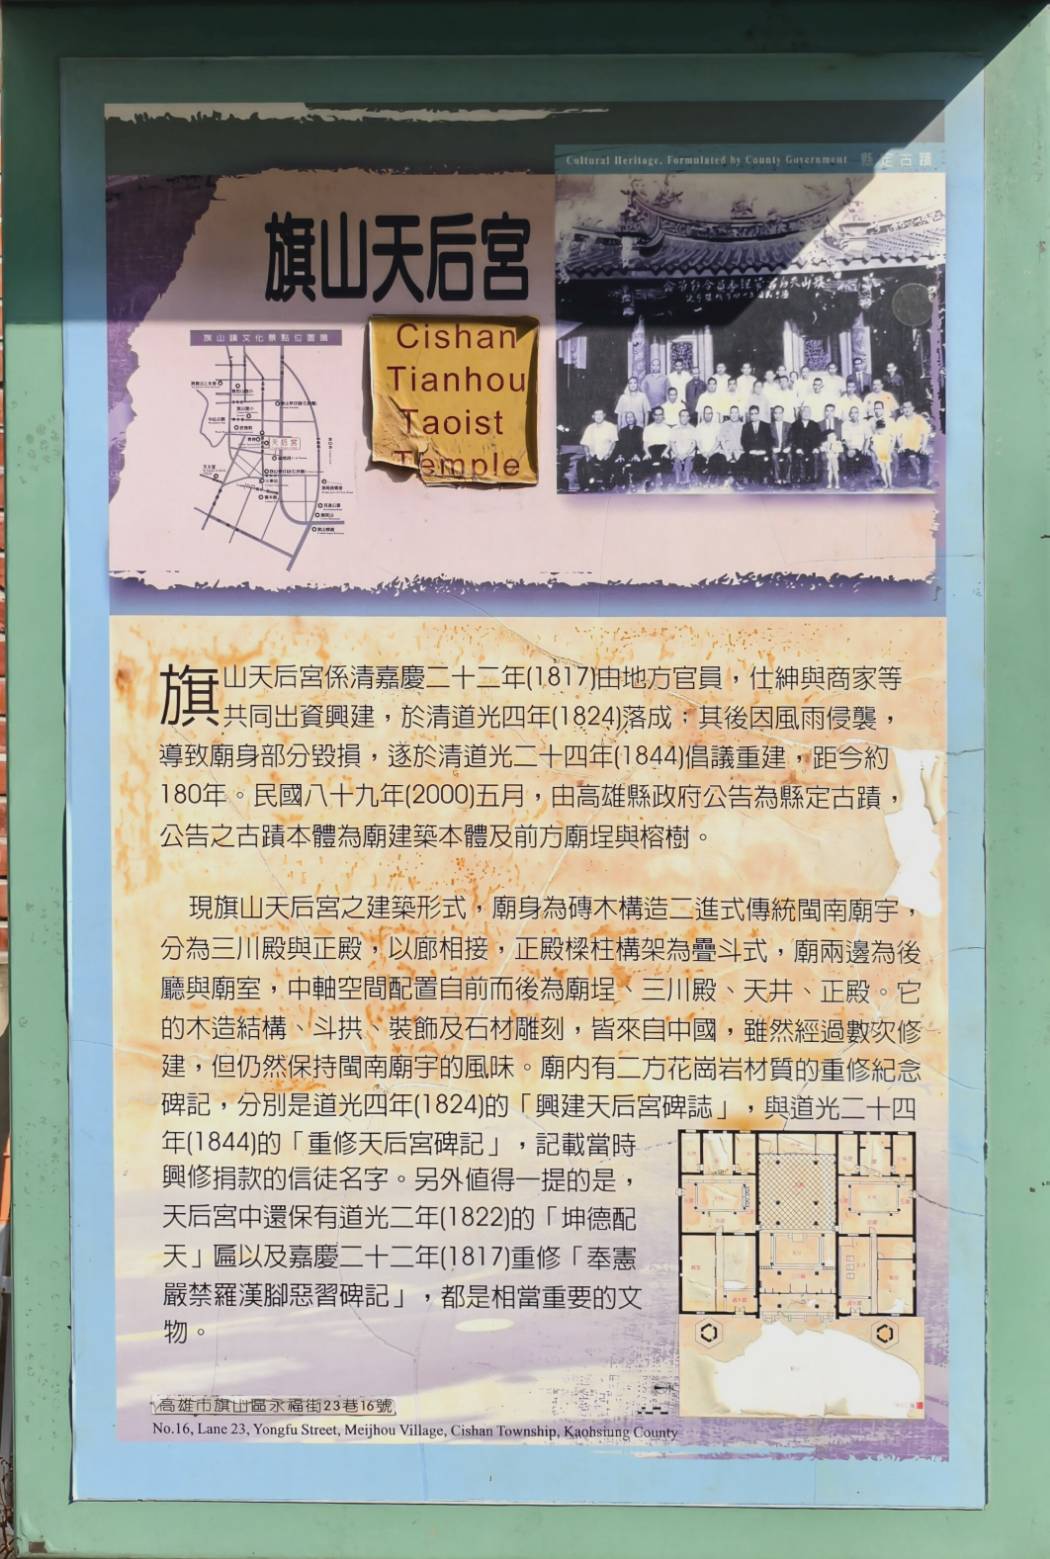 Cultural Heritage, Formulated by County Government 縣定古蹟
旗山天后宮
Cishan
Tianhou
Taoist
Temple
旗山鎮文化景點位置圖
天后宮
旗山天后宮係清嘉慶二十二年(1817)由地方官員，仕紳與商家等
共同出資興建，於清道光四年(1824)落成；其後因風雨侵襲，
導致廟身部分毀損，遂於清道光二十四年(1844)倡議重建，距今約
180年。民國八十九年(2000)五月，由高雄縣政府公告為縣定古蹟，
公告之古蹟本體為廟建築本體及前方廟埕與榕樹。
現旗山天后宮之建築形式，廟身為磚木構造二進式傳統閩南廟宇，
分為三川殿與正殿，以廊相接，正殿樑柱構架為疊斗式，廟兩邊為後
廳與廟室，中軸空間配置自前而後為廟埕、三川殿、天井、正殿。它
的木造結構、斗拱、裝飾及石材雕刻，皆來自中國，雖然經過數次修
建，但仍然保持閩南廟宇的風味。廟內有二方花崗岩材質的重修紀念
碑記，分別是道光四年(1824)的「興建天后宮碑誌」，與道光二十四
年(1844)的「重修天后宮碑記」，記載當時
興修捐款的信徒名字。另外值得一提的是，
天后宮中還保有道光二年(1822)的「坤德配
天」匾以及嘉慶二十二年(1817)重修「奉憲
嚴禁羅漢腳惡習碑記」，都是相當重要的文
物。
高雄市旗山區永福街23巷16號
No.16, Lane 23, Yongfu Street, Meijhou Village, Cishan Township, Kaohsiung County